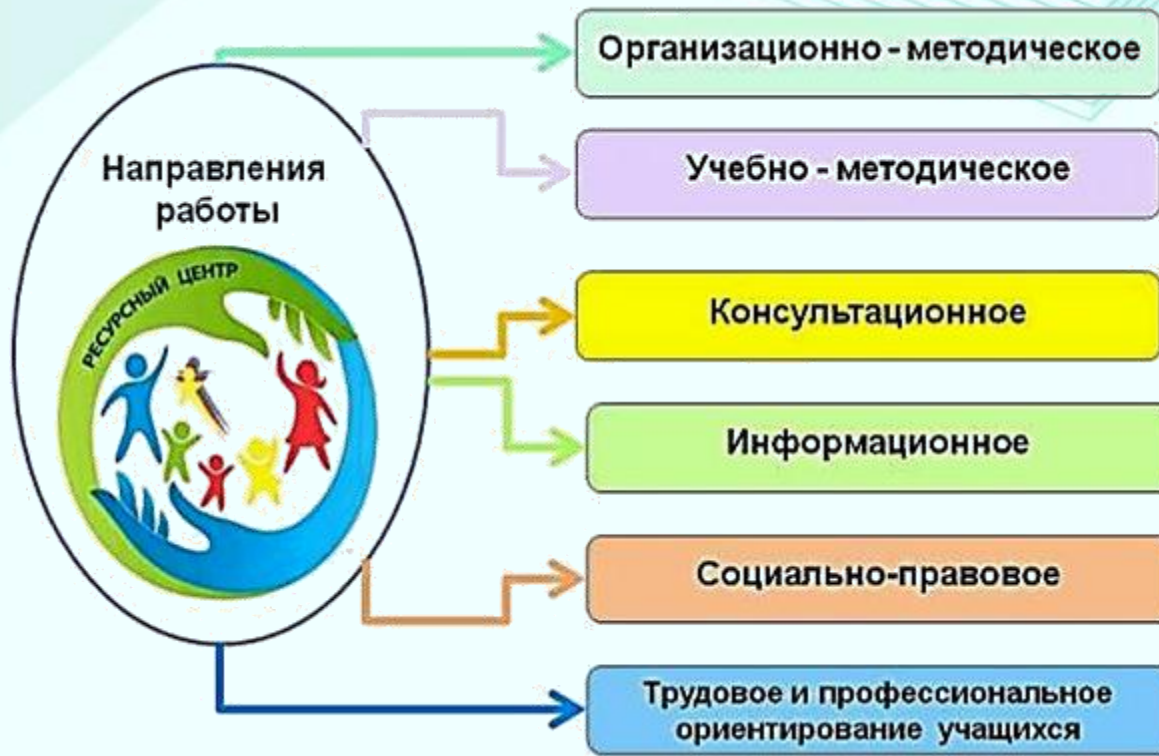 Организационно - методическое
Направления
работы
Учебно - методическое
РЕСУРСНЫЙ ЦЕНТР
Консультационное
Информационное
Социально-правовое
Трудовое и профессиональное
ориентирование учащихся